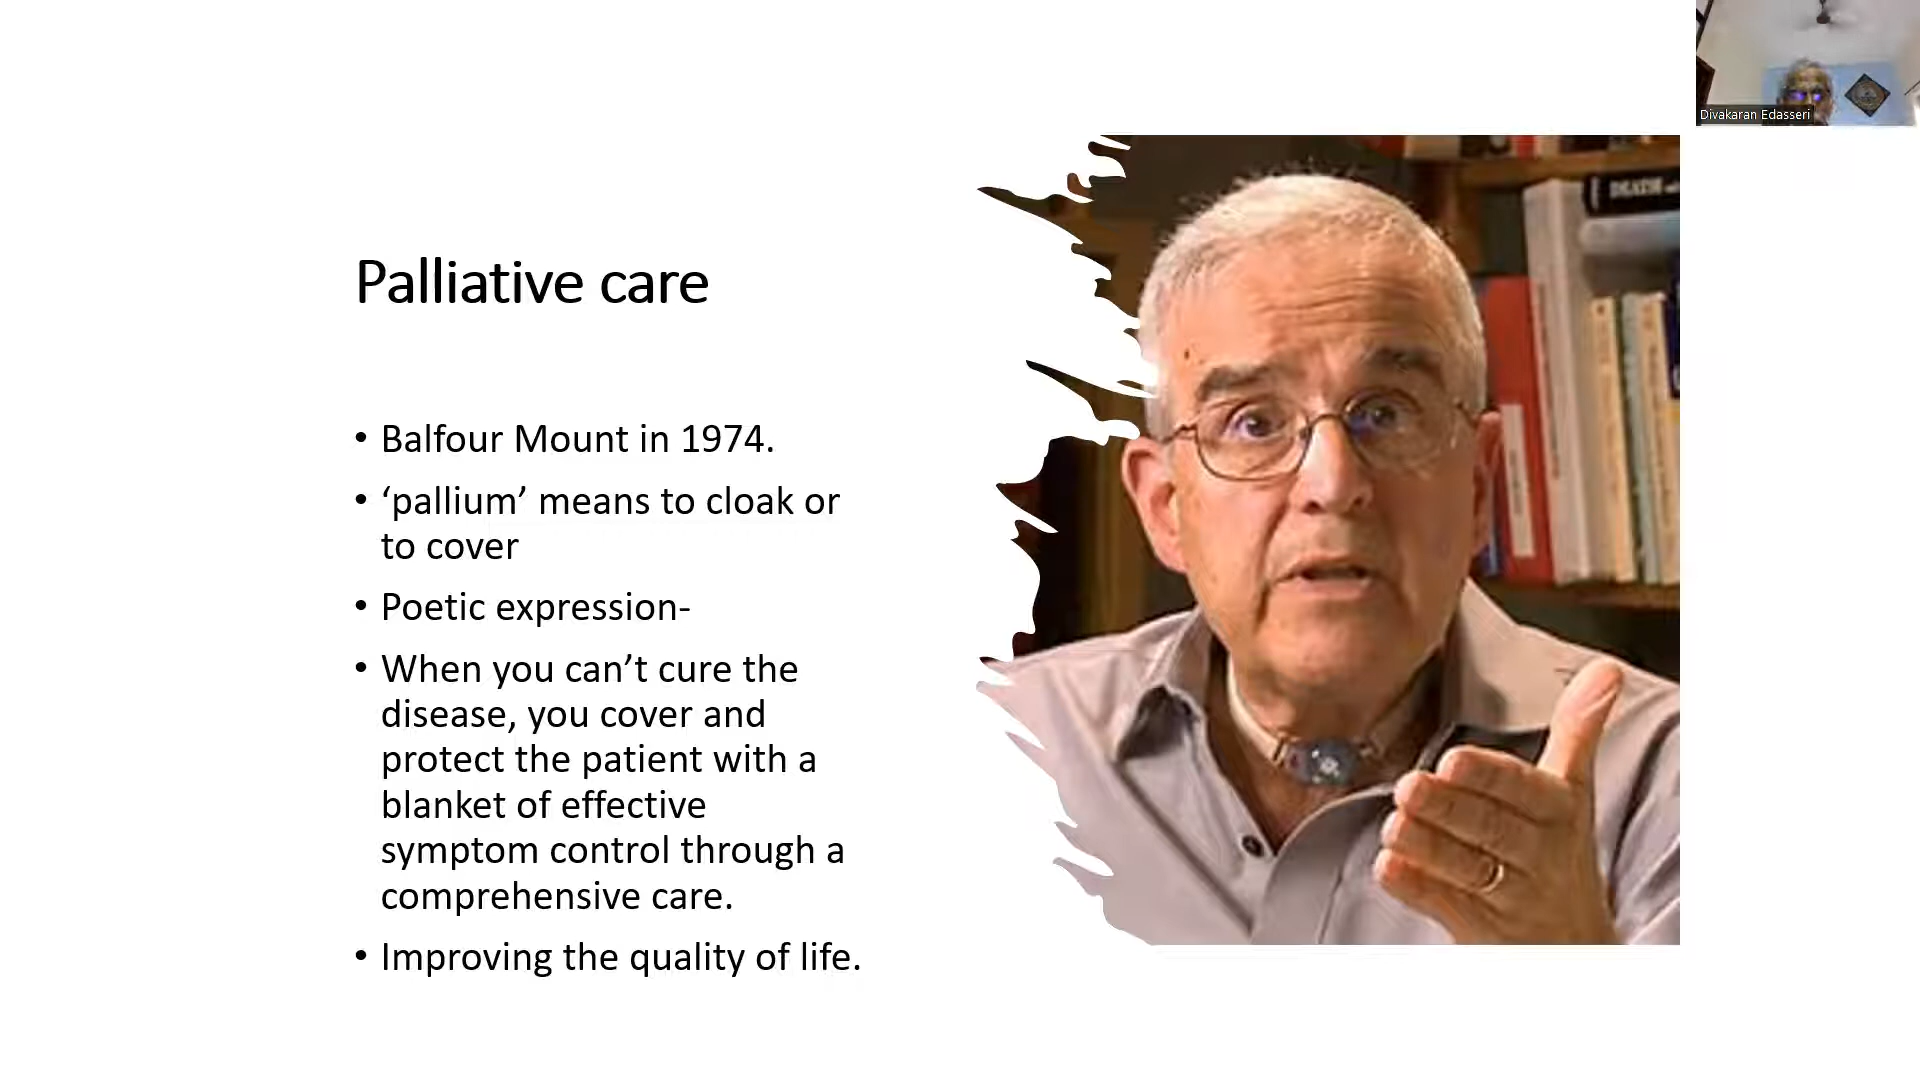 Divakaran Edasseri
Palliative care
• Balfour Mount in 1974.
• ‘pallium’ means to cloak or
to cover
• Poetic expression-
• When you can’t cure the
disease, you cover and
protect the patient with a
blanket of effective
symptom control through a
comprehensive care.
• Improving the quality of life.